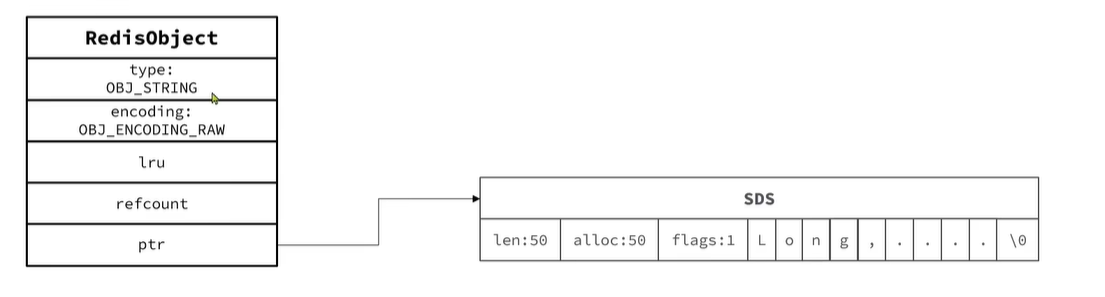 RedisObject
type:
OBJ_STRING
encoding:
OBJ_ENCODING_RAW
lru
refcount
ptr
SDS
len:50 alloc:50 flags:1 L o n g , . . . . \0